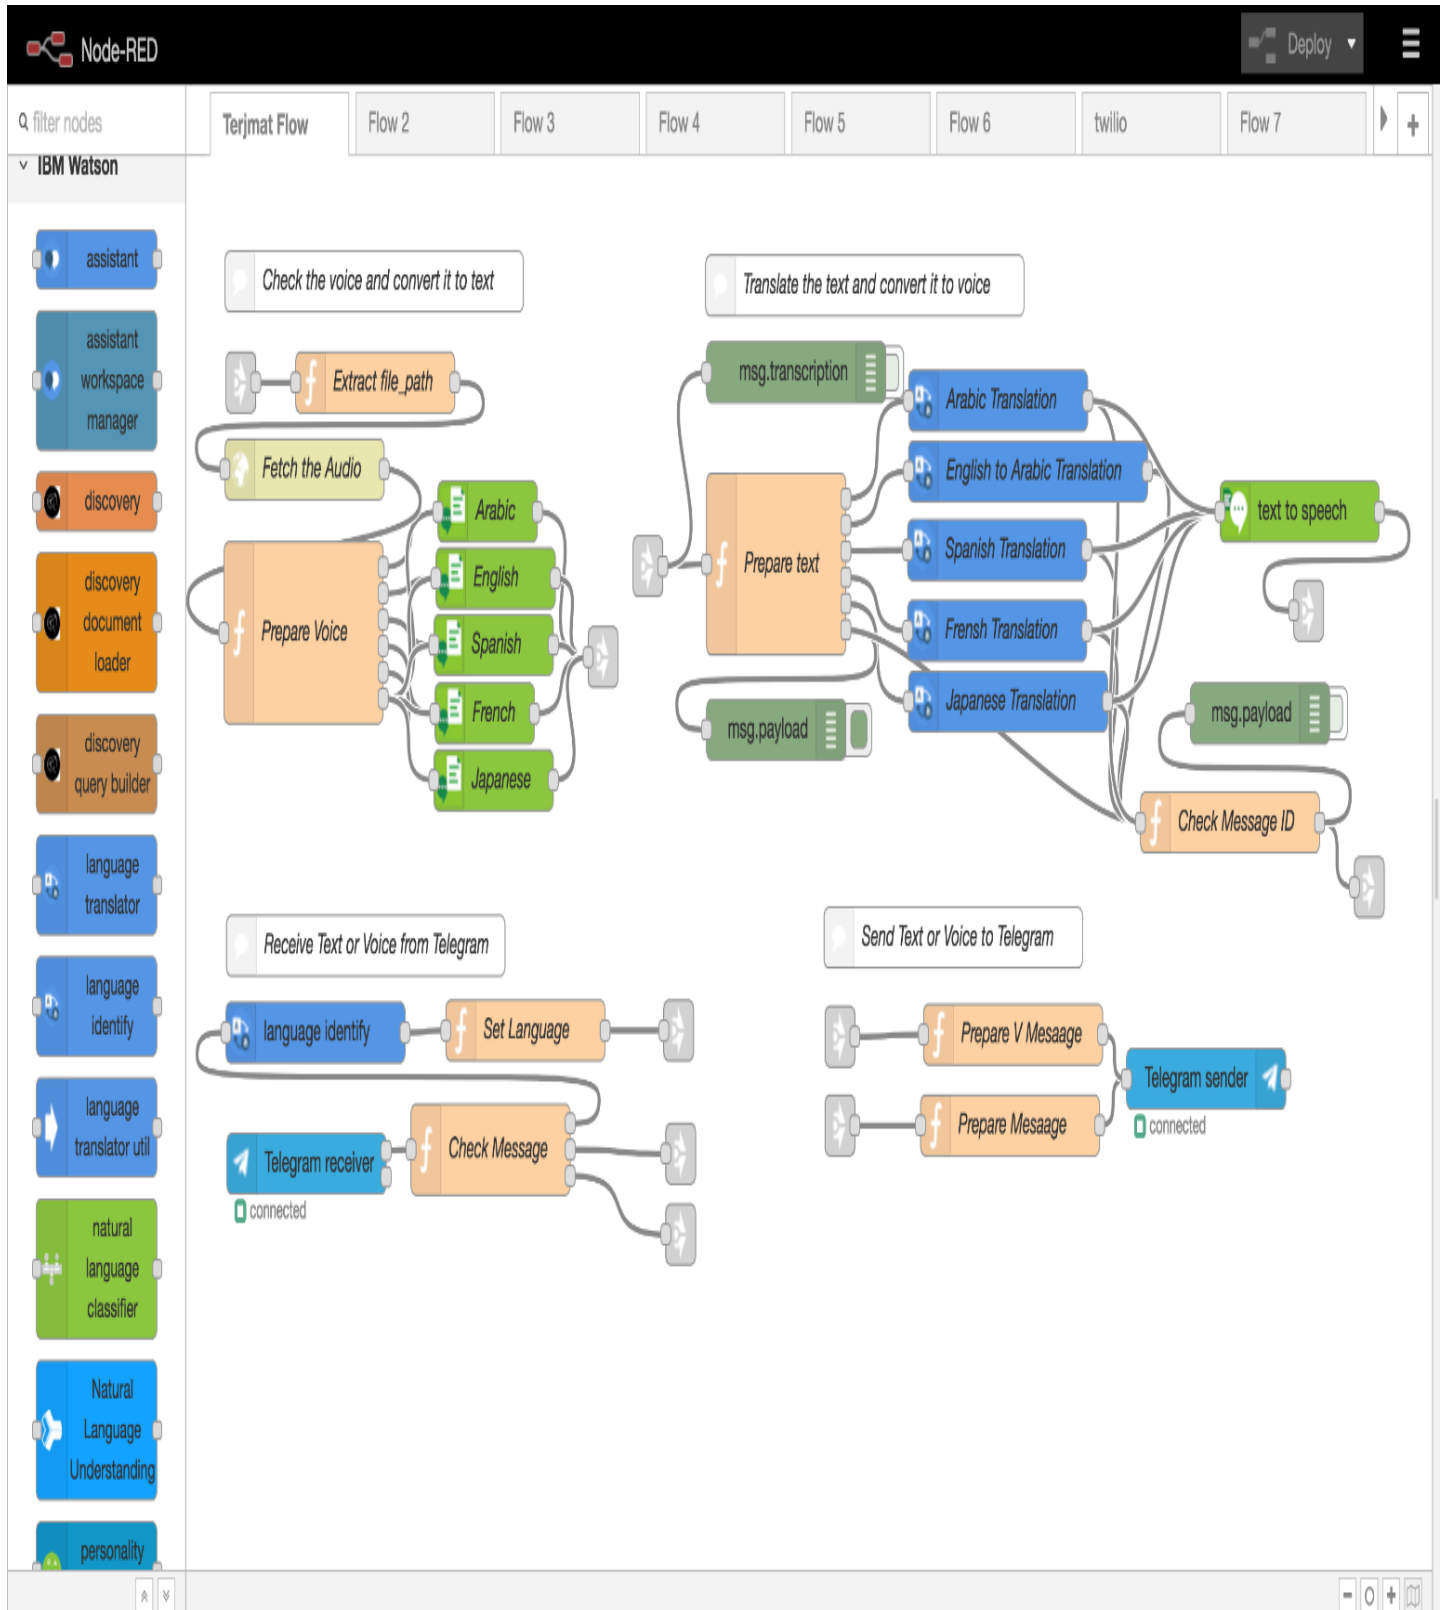 Node-RED
Deploy
filter nodes
Terjmat Flow
Flow 2
Flow 3
Flow 4
Flow 5
Flow 6
twilio
Flow 7
IBM Watson
assistant
assistant
workspace
manager
discovery
discovery
document
loader
discovery
query builder
language
translator
language
identify
language
translator util
natural
language
classifier
Natural
Language
Understanding
personality
Check the voice and convert it to text
Extract file_path
Fetch the Audio
Prepare Voice
Arabic
English
Spanish
French
Japanese
Translate the text and convert it to voice
msg.transcription
Prepare text
msg.payload
Arabic Translation
English to Arabic Translation
Spanish Translation
Frensh Translation
Japanese Translation
text to speech
msg.payload
Check Message ID
Receive Text or Voice from Telegram
language identify
Set Language
Telegram receiver
connected
Check Message
Send Text or Voice to Telegram
Prepare V Mesaage
Prepare Mesaage
Telegram sender
connected